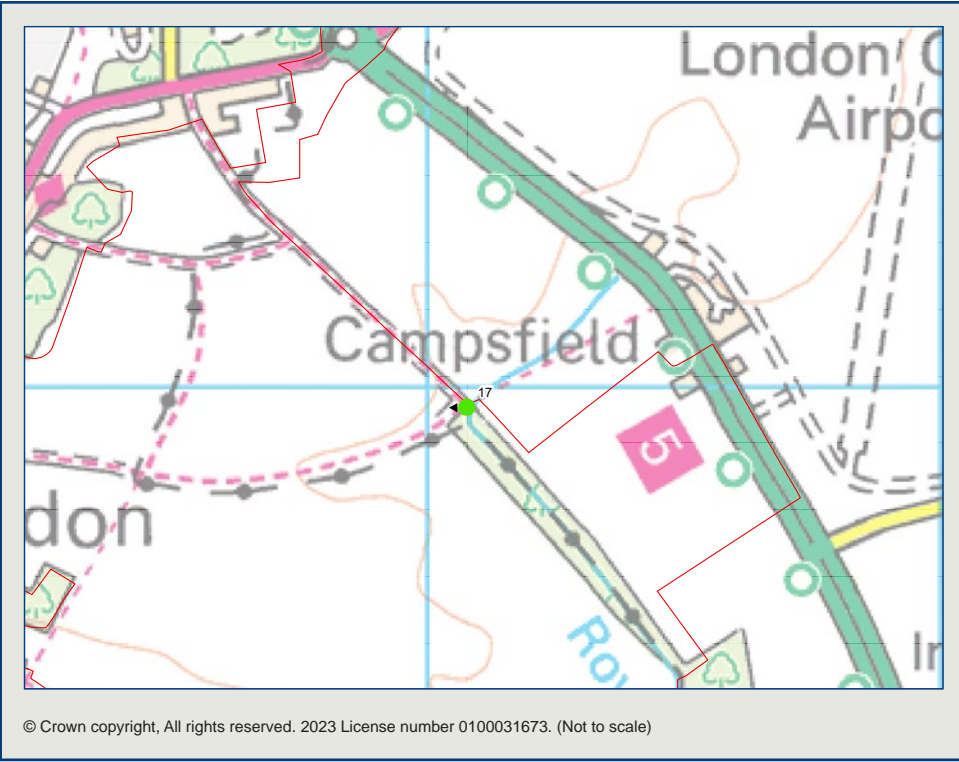 London
Airpo
Campsfield
17
5
don
Rov
In
© Crown copyright, All rights reserved. 2023 License number 0100031673. (Not to scale)